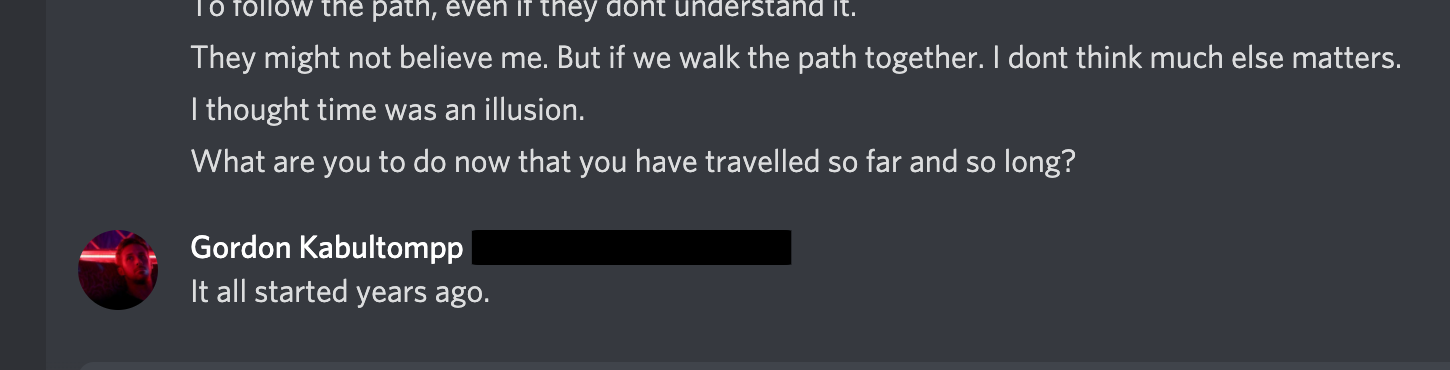 To follow the path, even if they dont understand it.
They might not believe me. But if we walk the path together. I dont think much else matters.
I thought time was an illusion.
What are you to do now that you have travelled so far and so long?
Gordon Kabultompp
It all started years ago.